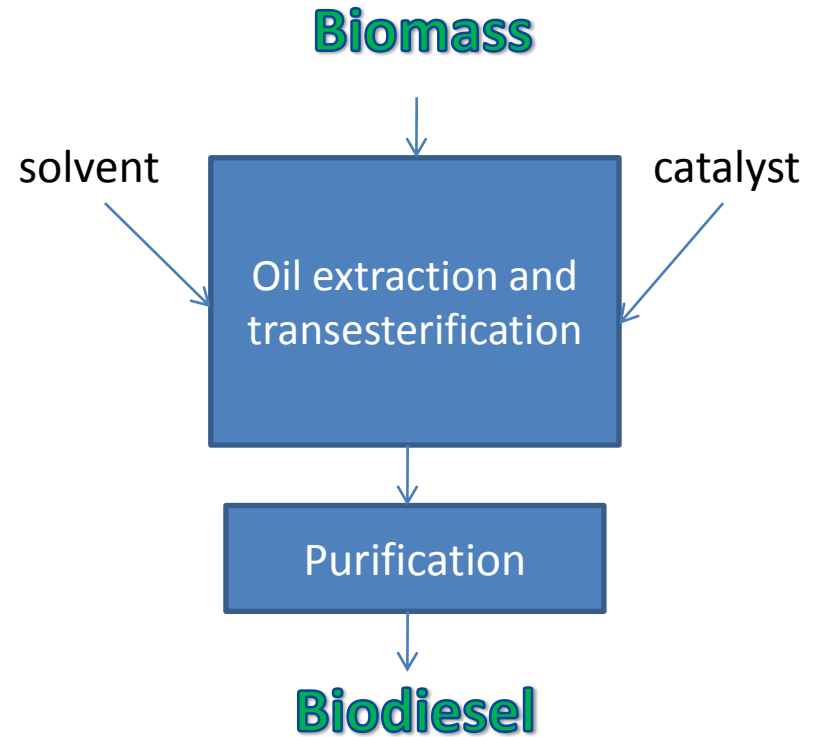 Biomass
solvent
catalyst
Oil extraction and
transesterification
Purification
Biodiesel